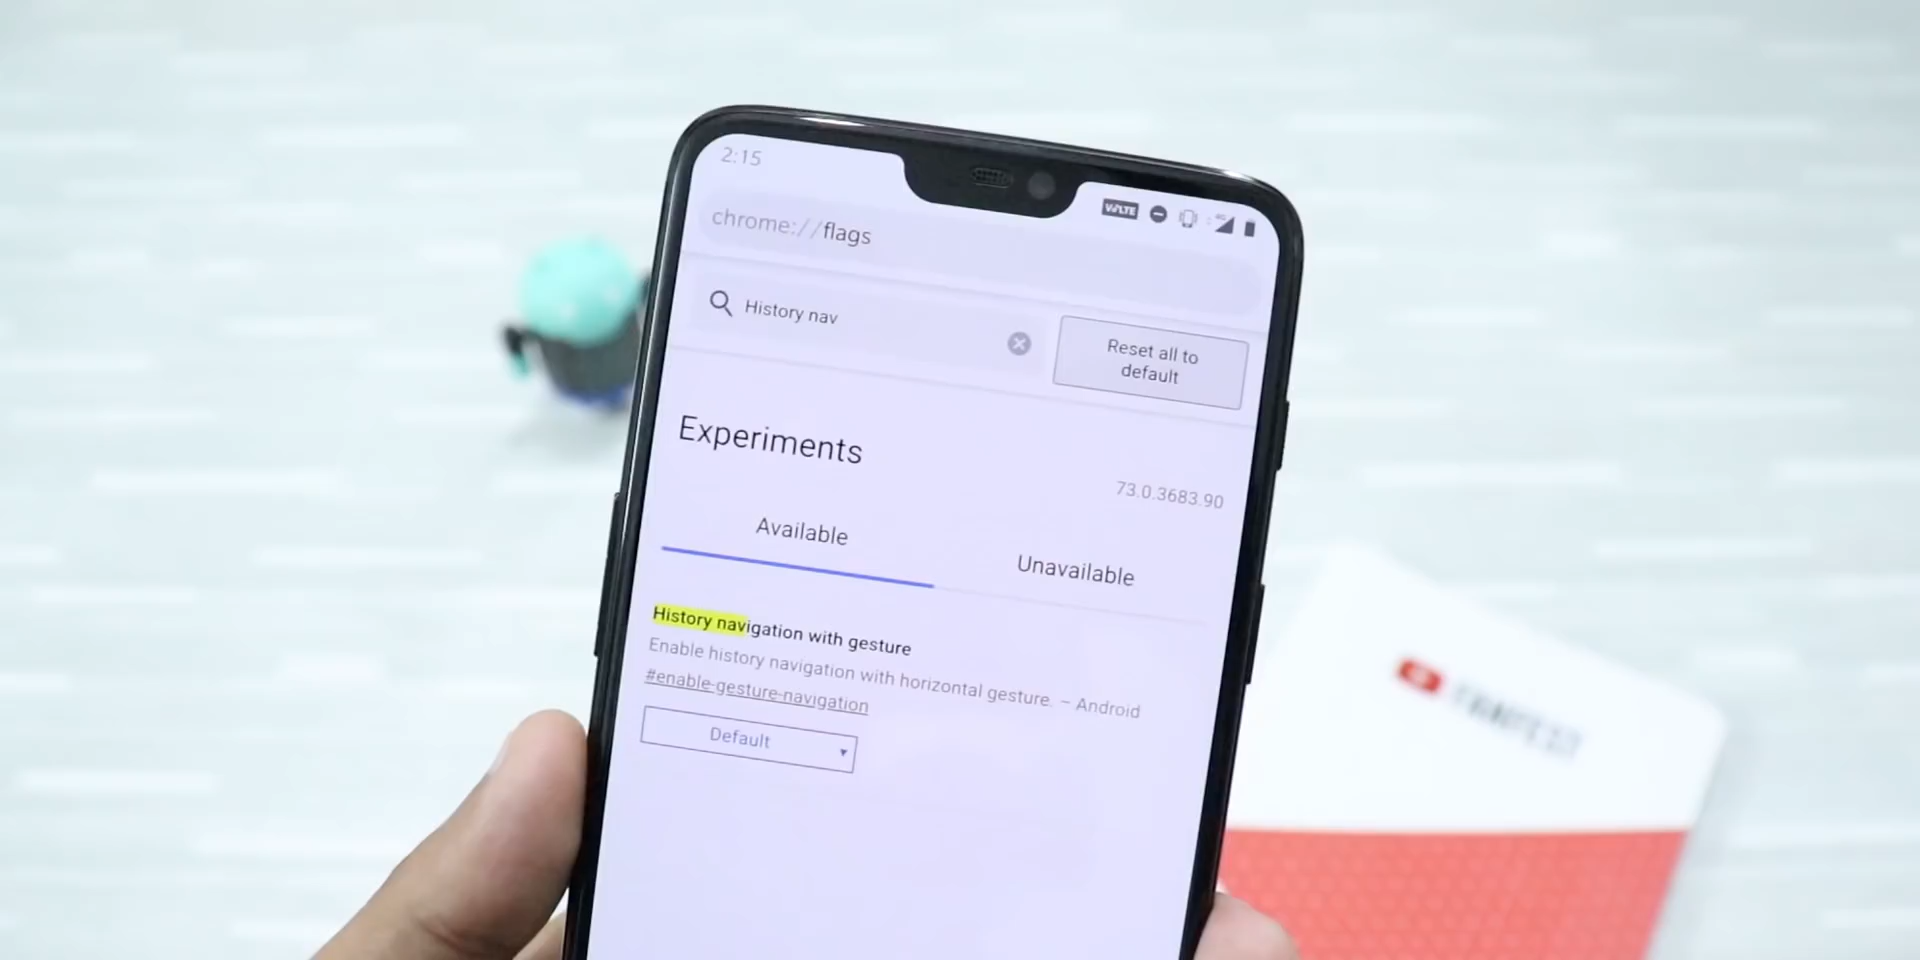 2:15
VoLTE
chrome://flags
History nav
Reset all to
default
Experiments
73.0.3683.90
Available
Unavailable
History navigation with gesture
Enable history navigation with horizontal gesture. – Android
#enable-gesture-navigation
Default
FANFEST